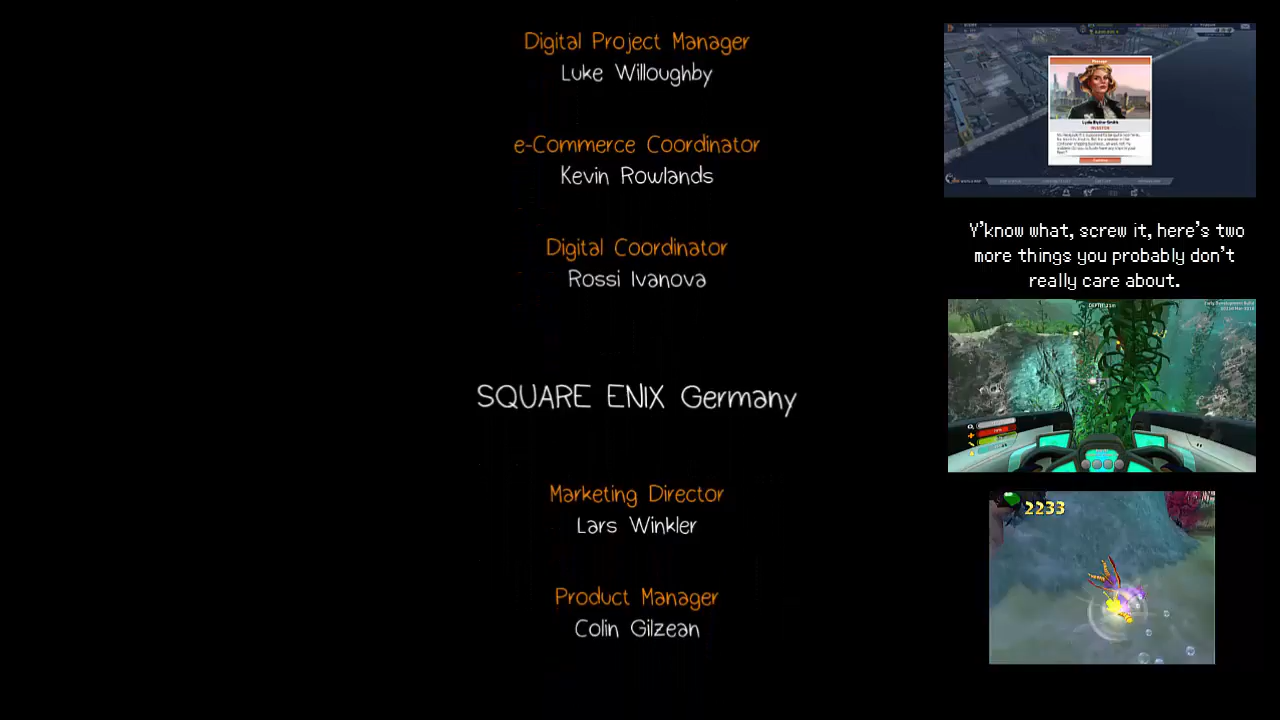 Digital Project Manager
Luke Willoughby
e-Commerce Coordinator
Kevin Rowlands
Digital Coordinator
Rossi Ivanova
SQUARE ENIX Germany
Marketing Director
Lars Winkler
Product Manager
Colin Gilzean
Y'know what, screw it, here's two
more things you probably don't
really care about.
2233